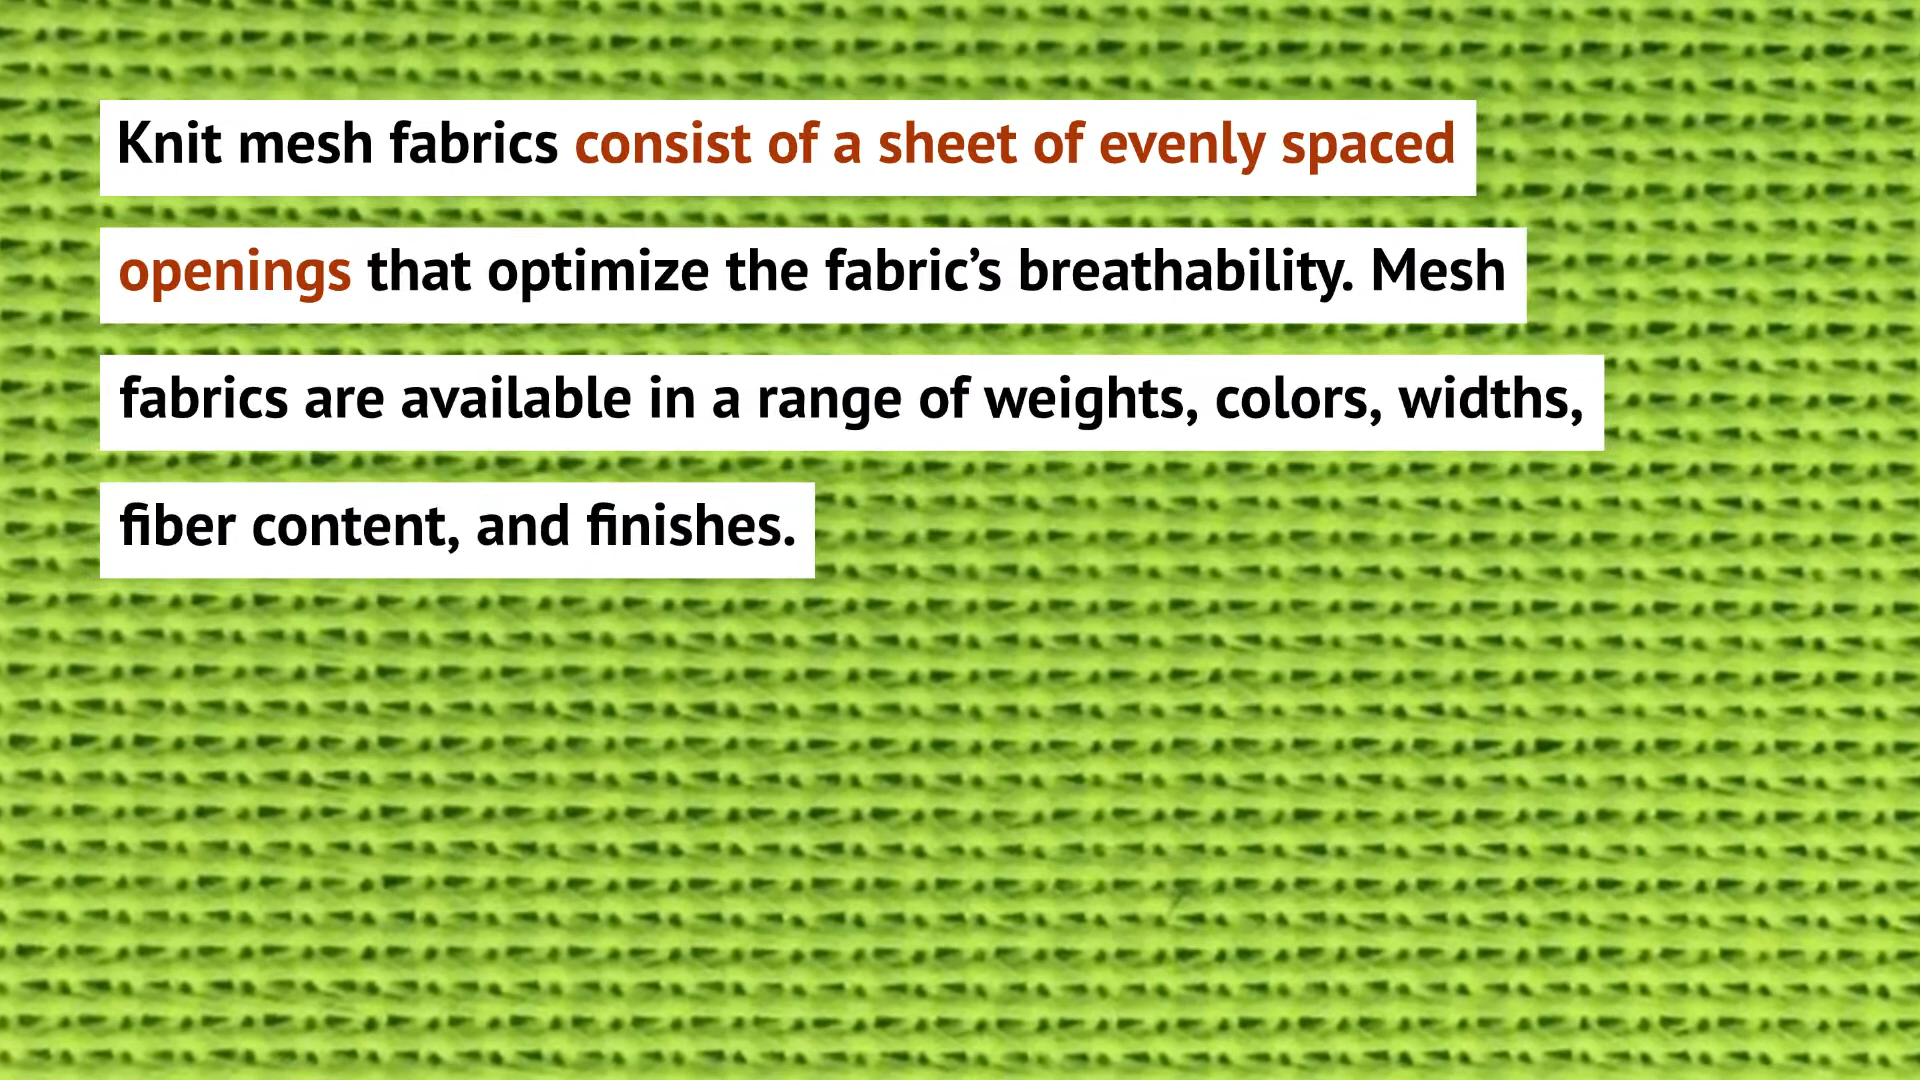 Knit mesh fabrics consist of a sheet of evenly spaced
openings that optimize the fabric’s breathability. Mesh
fabrics are available in a range of weights, colors, widths,
fiber content, and finishes.